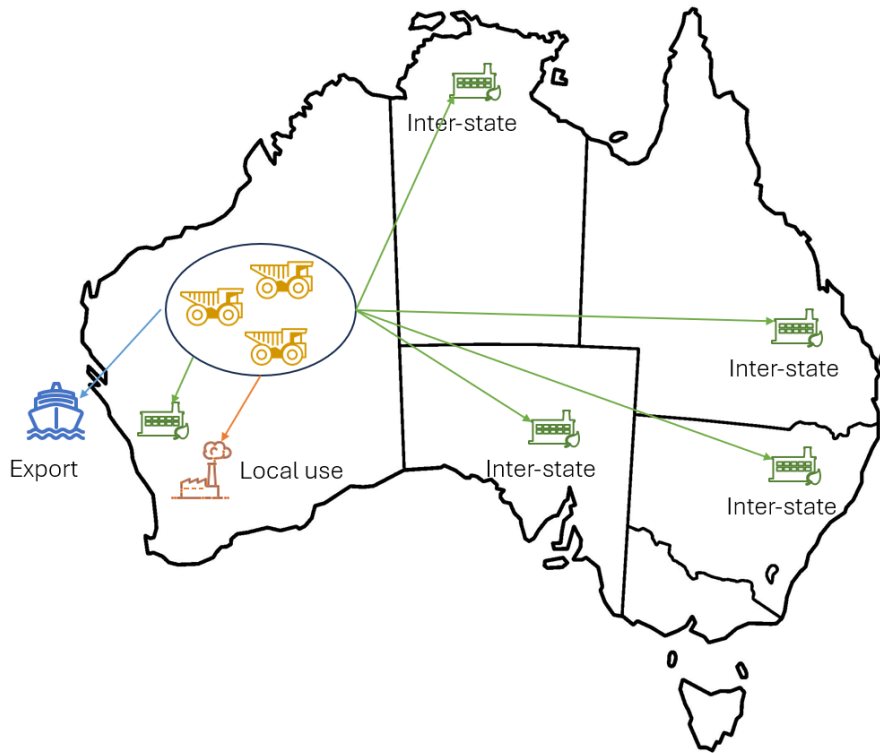 Inter-state
Inter-state
Export
Local use
Inter-state
Inter-state